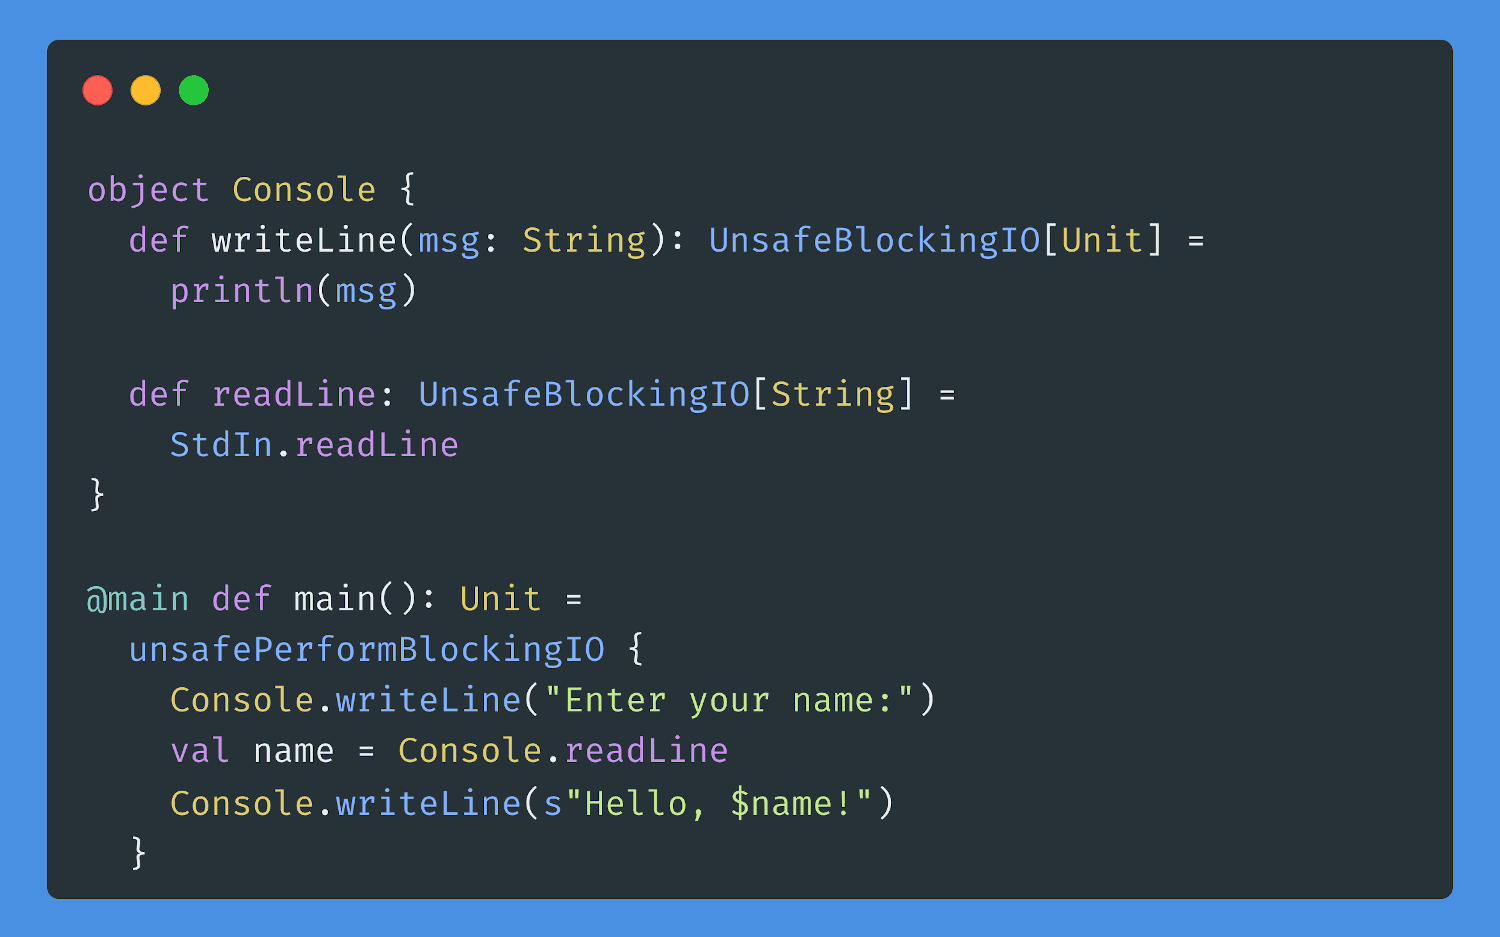 object Console {
  def writeLine(msg: String): UnsafeBlockingIO[Unit] =
    println(msg)

  def readLine: UnsafeBlockingIO[String] =
    StdIn.readLine
}

@main def main(): Unit =
  unsafePerformBlockingIO {
    Console.writeLine("Enter your name:")
    val name = Console.readLine
    Console.writeLine(s"Hello, $name!")
  }